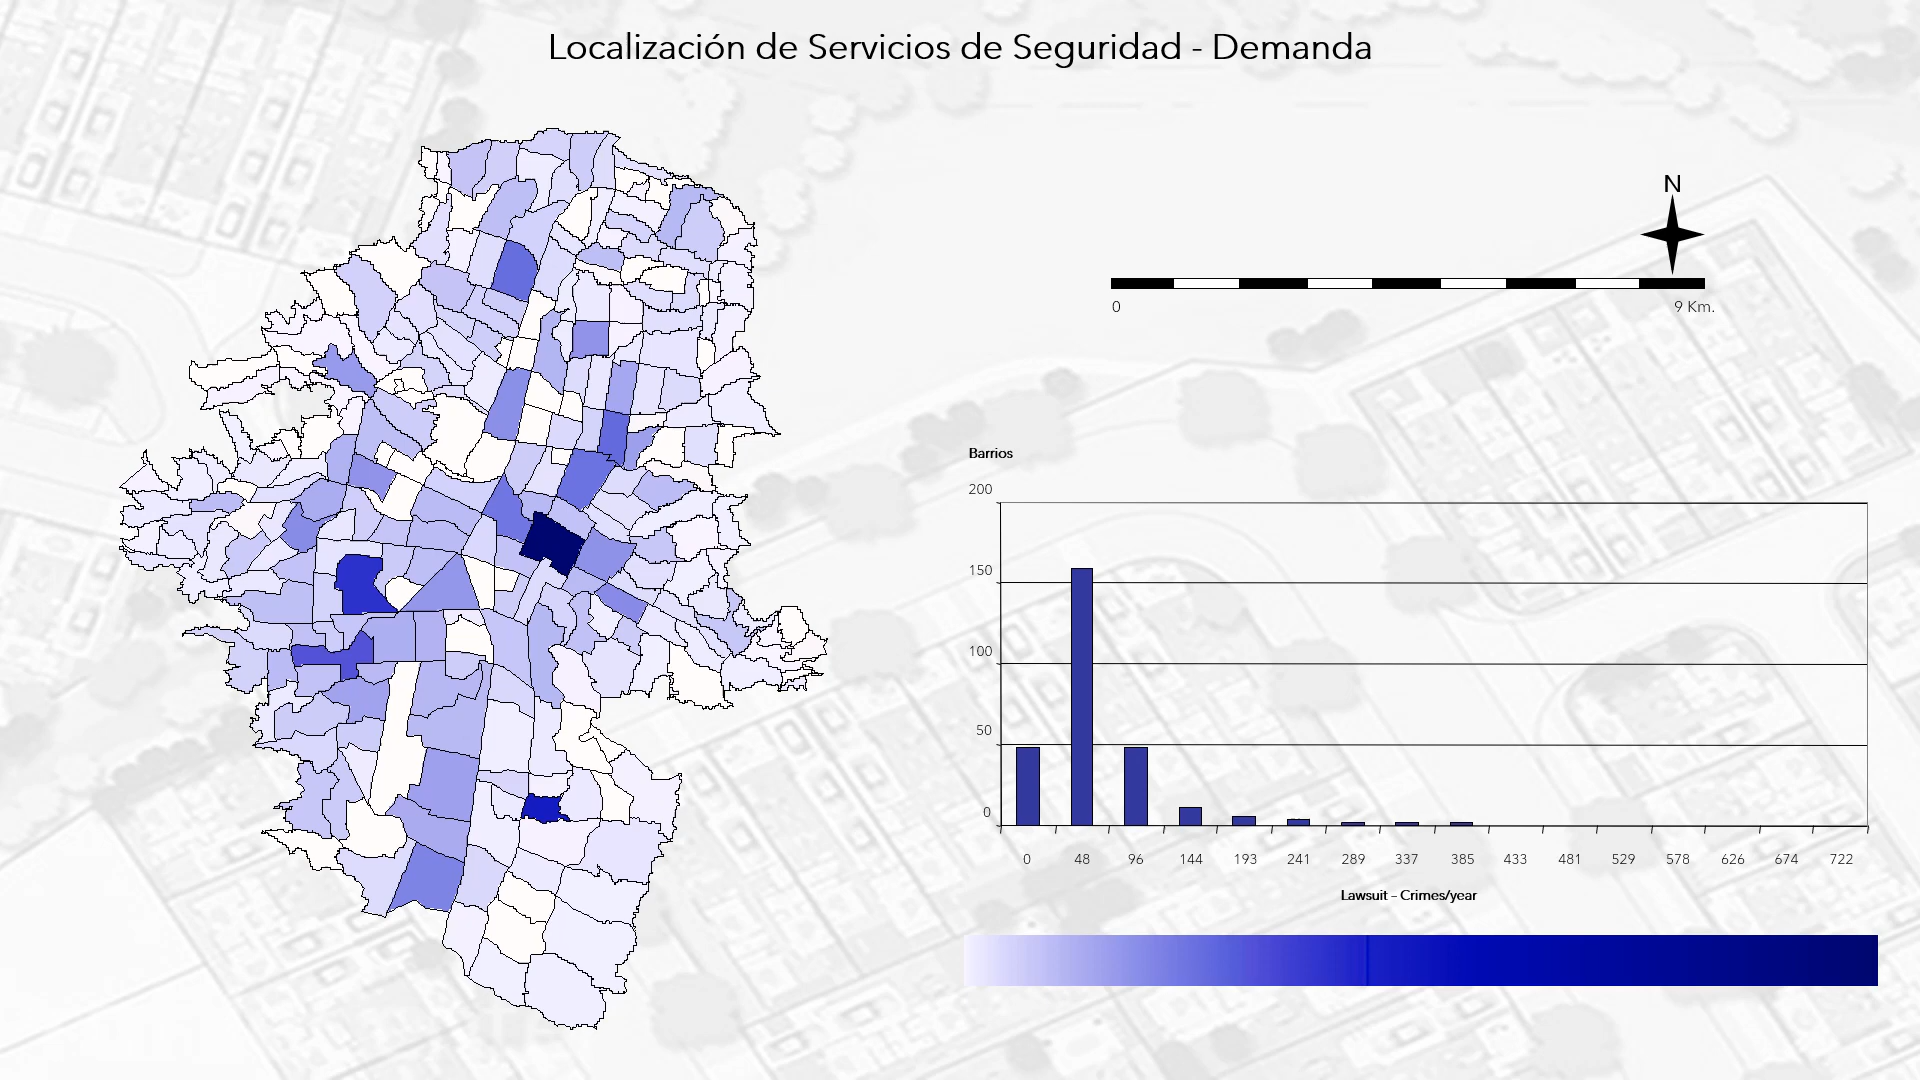 Localización de Servicios de Seguridad - Demanda
N
0 9 Km.
Barrios
200
150
100
50
0
0 48 96 144 193 241 289 337 385 433 481 529 578 626 674 722
Lawsuit – Crimes/year